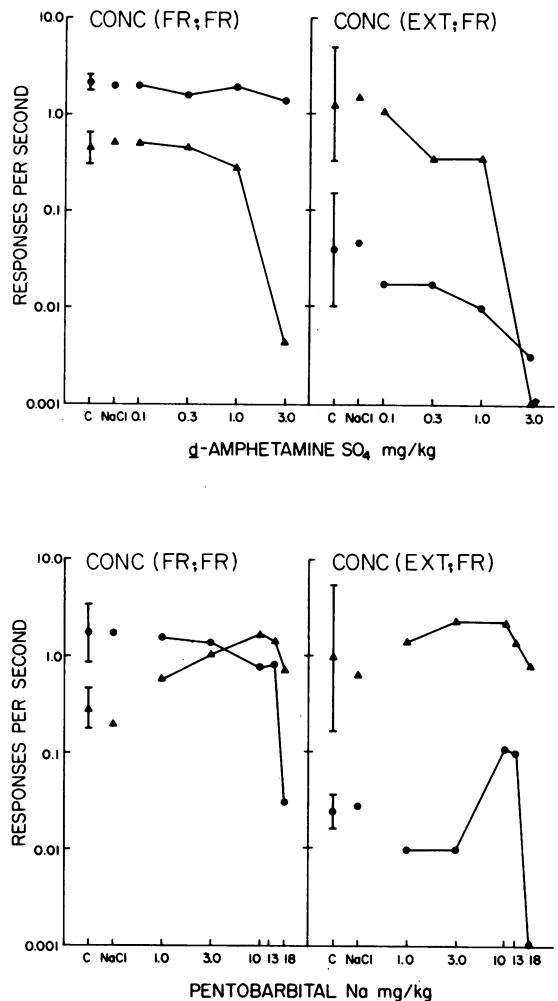 CONC (FR;FR) CONC (EXT;FR)
10.0
1.0
0.1
0.01
0.001
RESPONSES PER SECOND
C NaCl 0.1 0.3 1.0 3.0 C NaCl 0.1 0.3 1.0 3.0
d-AMPHETAMINE SO₄ mg/kg
CONC (FR;FR) CONC (EXT;FR)
10.0
1.0
0.1
0.01
0.001
RESPONSES PER SECOND
C NaCl 1.0 3.0 10 13 18 C NaCl 1.0 3.0 10 13 18
PENTOBARBITAL Na mg/kg